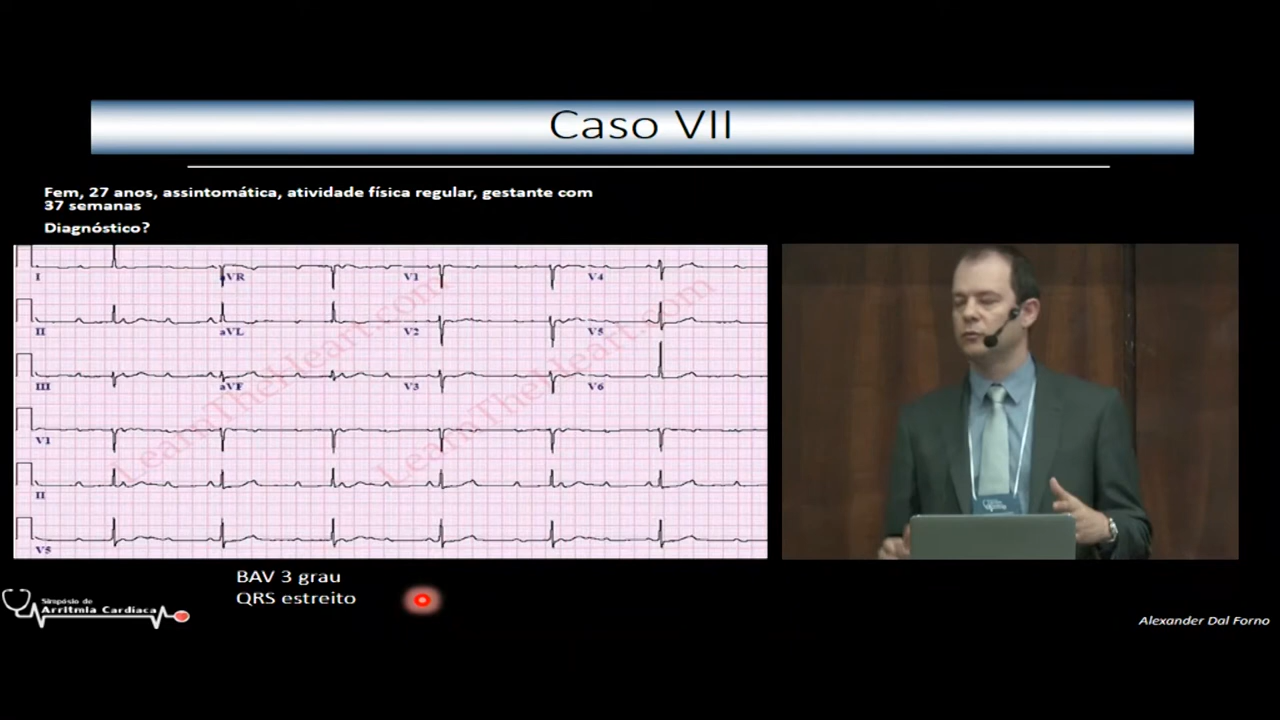 Caso VII
Fem, 27 anos, assintomática, atividade física regular, gestante com
37 semanas
Diagnóstico?
I aVR V1 V4
II aVL V2 V5
III aVF V3 V6
V1
II
V5
LearnTheHeart.com
LearnTheHeart.com
BAV 3 grau
QRS estreito
Simpósio de
Arritmia Cardíaca
Alexander Dal Forno